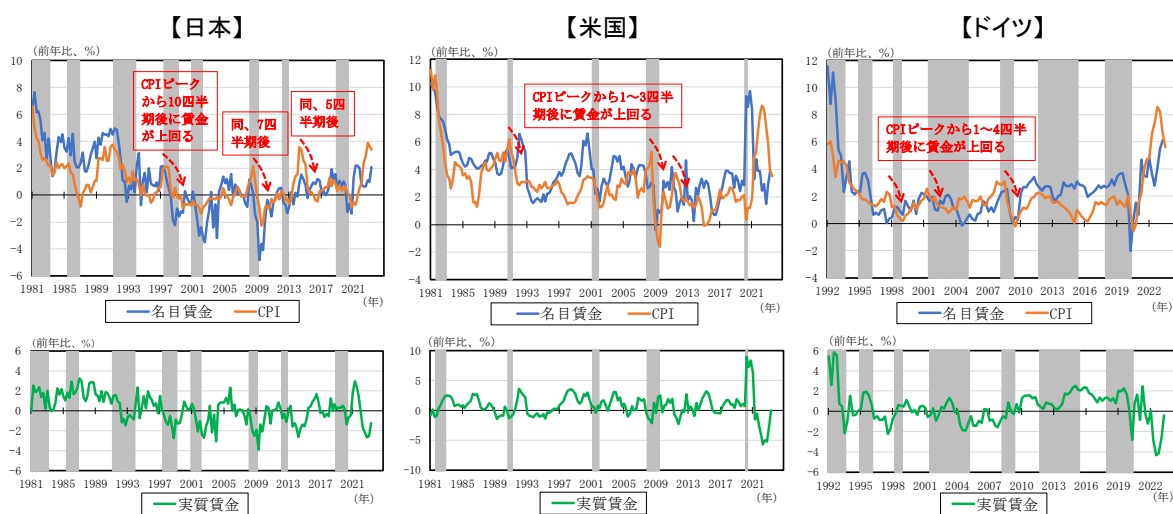 【日本】
(前年比、%)
10
8
6
4
2
0
-2
-4
-6
CPIピーク
から10四半
期後に賃金
が上回る
同、7四
半期後
同、5四
半期後
1981 1985 1989 1993 1997 2001 2005 2009 2013 2017 2021
(年)
名目賃金 CPI
(前年比、%)
6
4
2
0
-2
-4
-6
1981 1985 1989 1993 1997 2001 2005 2009 2013 2017 2021
(年)
実質賃金
【米国】
(前年比、%)
12
10
8
6
4
2
0
-2
-4
CPIピークから1～3四半
期後に賃金が上回る
1981 1985 1989 1993 1997 2001 2005 2009 2013 2017 2021
(年)
名目賃金 CPI
(前年比、%)
10
5
0
-5
-10
1981 1985 1989 1993 1997 2001 2005 2009 2013 2017 2021
(年)
実質賃金
【ドイツ】
(前年比、%)
12
10
8
6
4
2
0
-2
-4
CPIピークから1～4四半
期後に賃金が上回る
1992 1995 1998 2001 2004 2007 2010 2013 2016 2019 2022
(年)
名目賃金 CPI
(前年比、%)
6
4
2
0
-2
-4
-6
1992 1995 1998 2001 2004 2007 2010 2013 2016 2019 2022
(年)
実質賃金